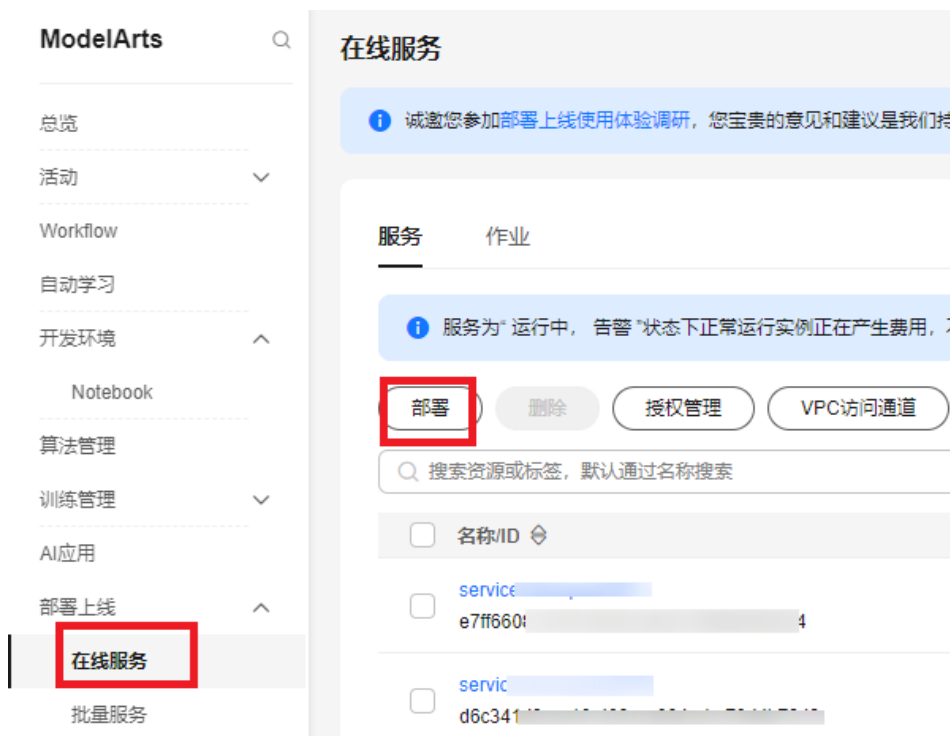 ModelArts
总览
活动
Workflow
自动学习
开发环境
Notebook
算法管理
训练管理
AI应用
部署上线
在线服务
批量服务
在线服务
诚邀您参加部署上线使用体验调研，您宝贵的意见和建议是我们持
服务 作业
服务为“ 运行中， 告警 ”状态下正常运行实例正在产生费用，
部署 删除 授权管理 VPC访问通道
搜索资源或标签，默认通过名称搜索
名称/ID
service
e7ff660 4
servic
d6c341